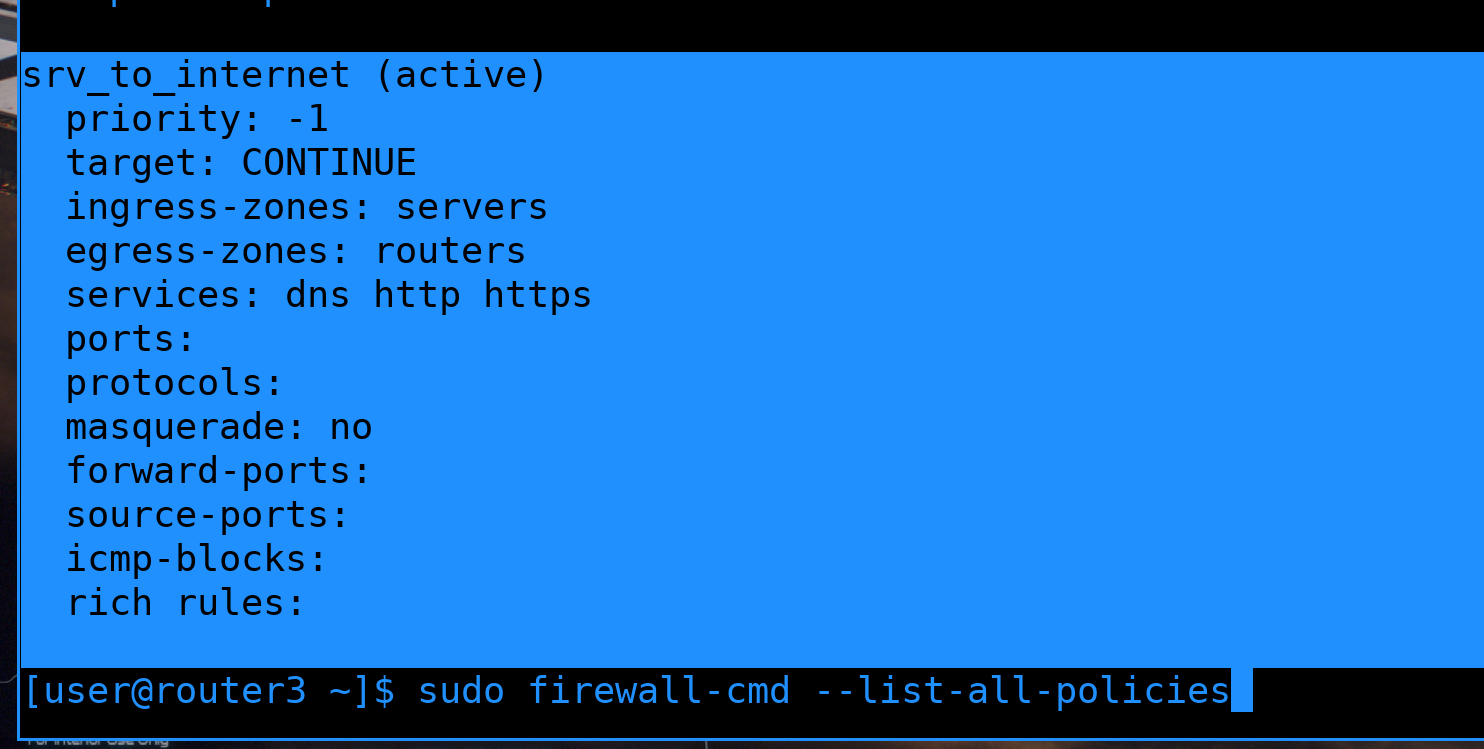 srv_to_internet (active)
  priority: -1
  target: CONTINUE
  ingress-zones: servers
  egress-zones: routers
  services: dns http https
  ports:
  protocols:
  masquerade: no
  forward-ports:
  source-ports:
  icmp-blocks:
  rich rules:
[user@router3 ~]$ sudo firewall-cmd --list-all-policies